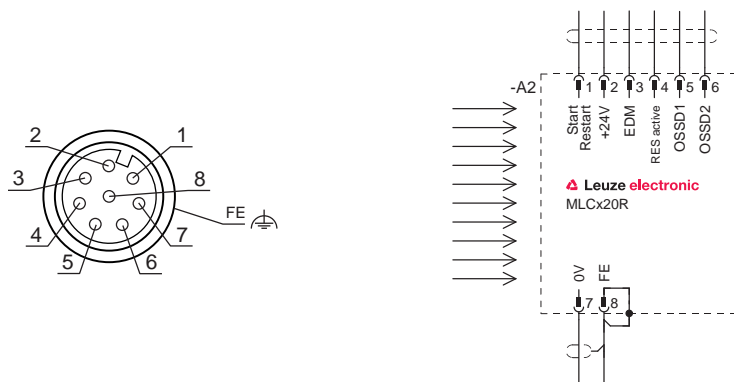 2
1
3
8
FE
4
7
5
6
-A2
1 2 3 4 5 6
Start
Restart
+24V
EDM
RES active
OSSD1
OSSD2
Leuze electronic
MLCx20R
0V
FE
7 8